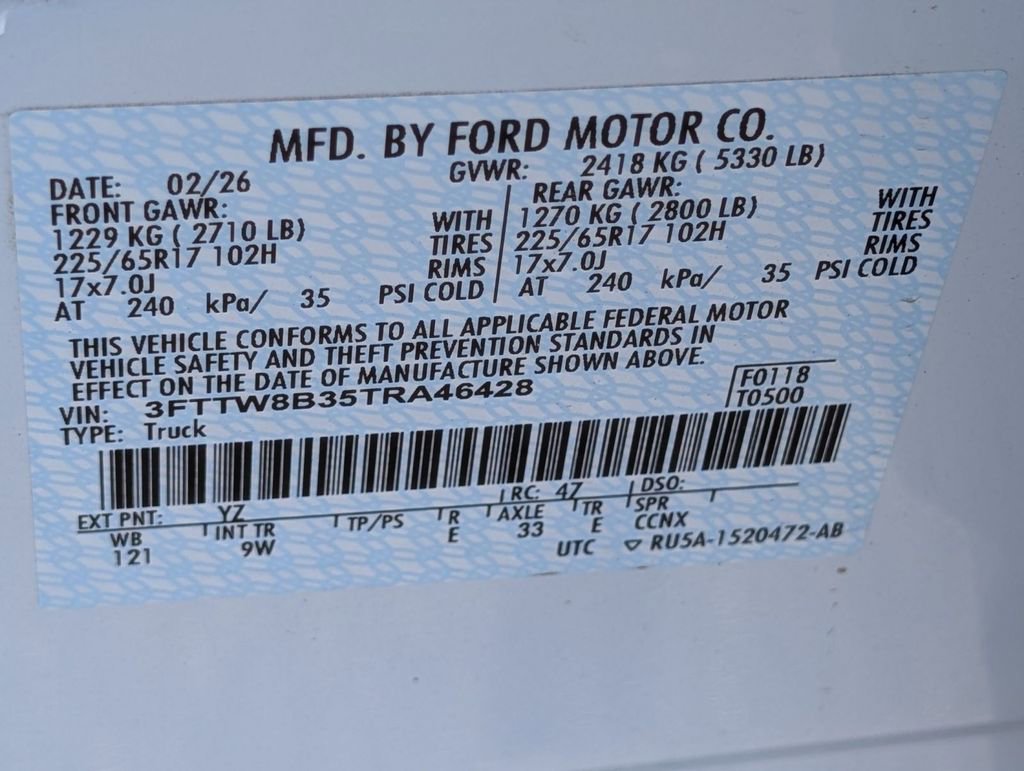 MFD. BY FORD MOTOR CO.
DATE: 02/26 GVWR: 2418 KG ( 5330 LB)
FRONT GAWR: REAR GAWR:
1229 KG ( 2710 LB) WITH 1270 KG ( 2800 LB) WITH
225/65R17 102H TIRES 225/65R17 102H TIRES
17x7.0J RIMS 17x7.0J RIMS
AT 240 kPa/ 35 PSI COLD AT 240 kPa/ 35 PSI COLD
THIS VEHICLE CONFORMS TO ALL APPLICABLE FEDERAL MOTOR
VEHICLE SAFETY AND THEFT PREVENTION STANDARDS IN
EFFECT ON THE DATE OF MANUFACTURE SHOWN ABOVE.
VIN: 3FTTW8B35TRA46428 F0118
TYPE: Truck T0500
EXT PNT: YZ RC: 47 DSO:
WB INT TR TP/PS R AXLE TR SPR
121 9W E 33 E CCNX
UTC ▽ RU5A-1520472-AB